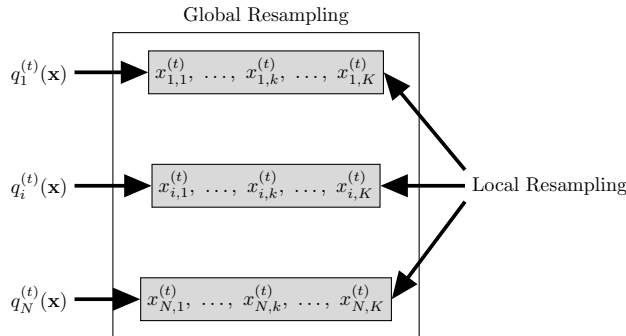 Global Resampling
q_1^{(t)}(x) x_{1,1}^{(t)}, …, x_{1,k}^{(t)}, …, x_{1,K}^{(t)}
q_i^{(t)}(x) x_{i,1}^{(t)}, …, x_{i,k}^{(t)}, …, x_{i,K}^{(t)} Local Resampling
q_N^{(t)}(x) x_{N,1}^{(t)}, …, x_{N,k}^{(t)}, …, x_{N,K}^{(t)}